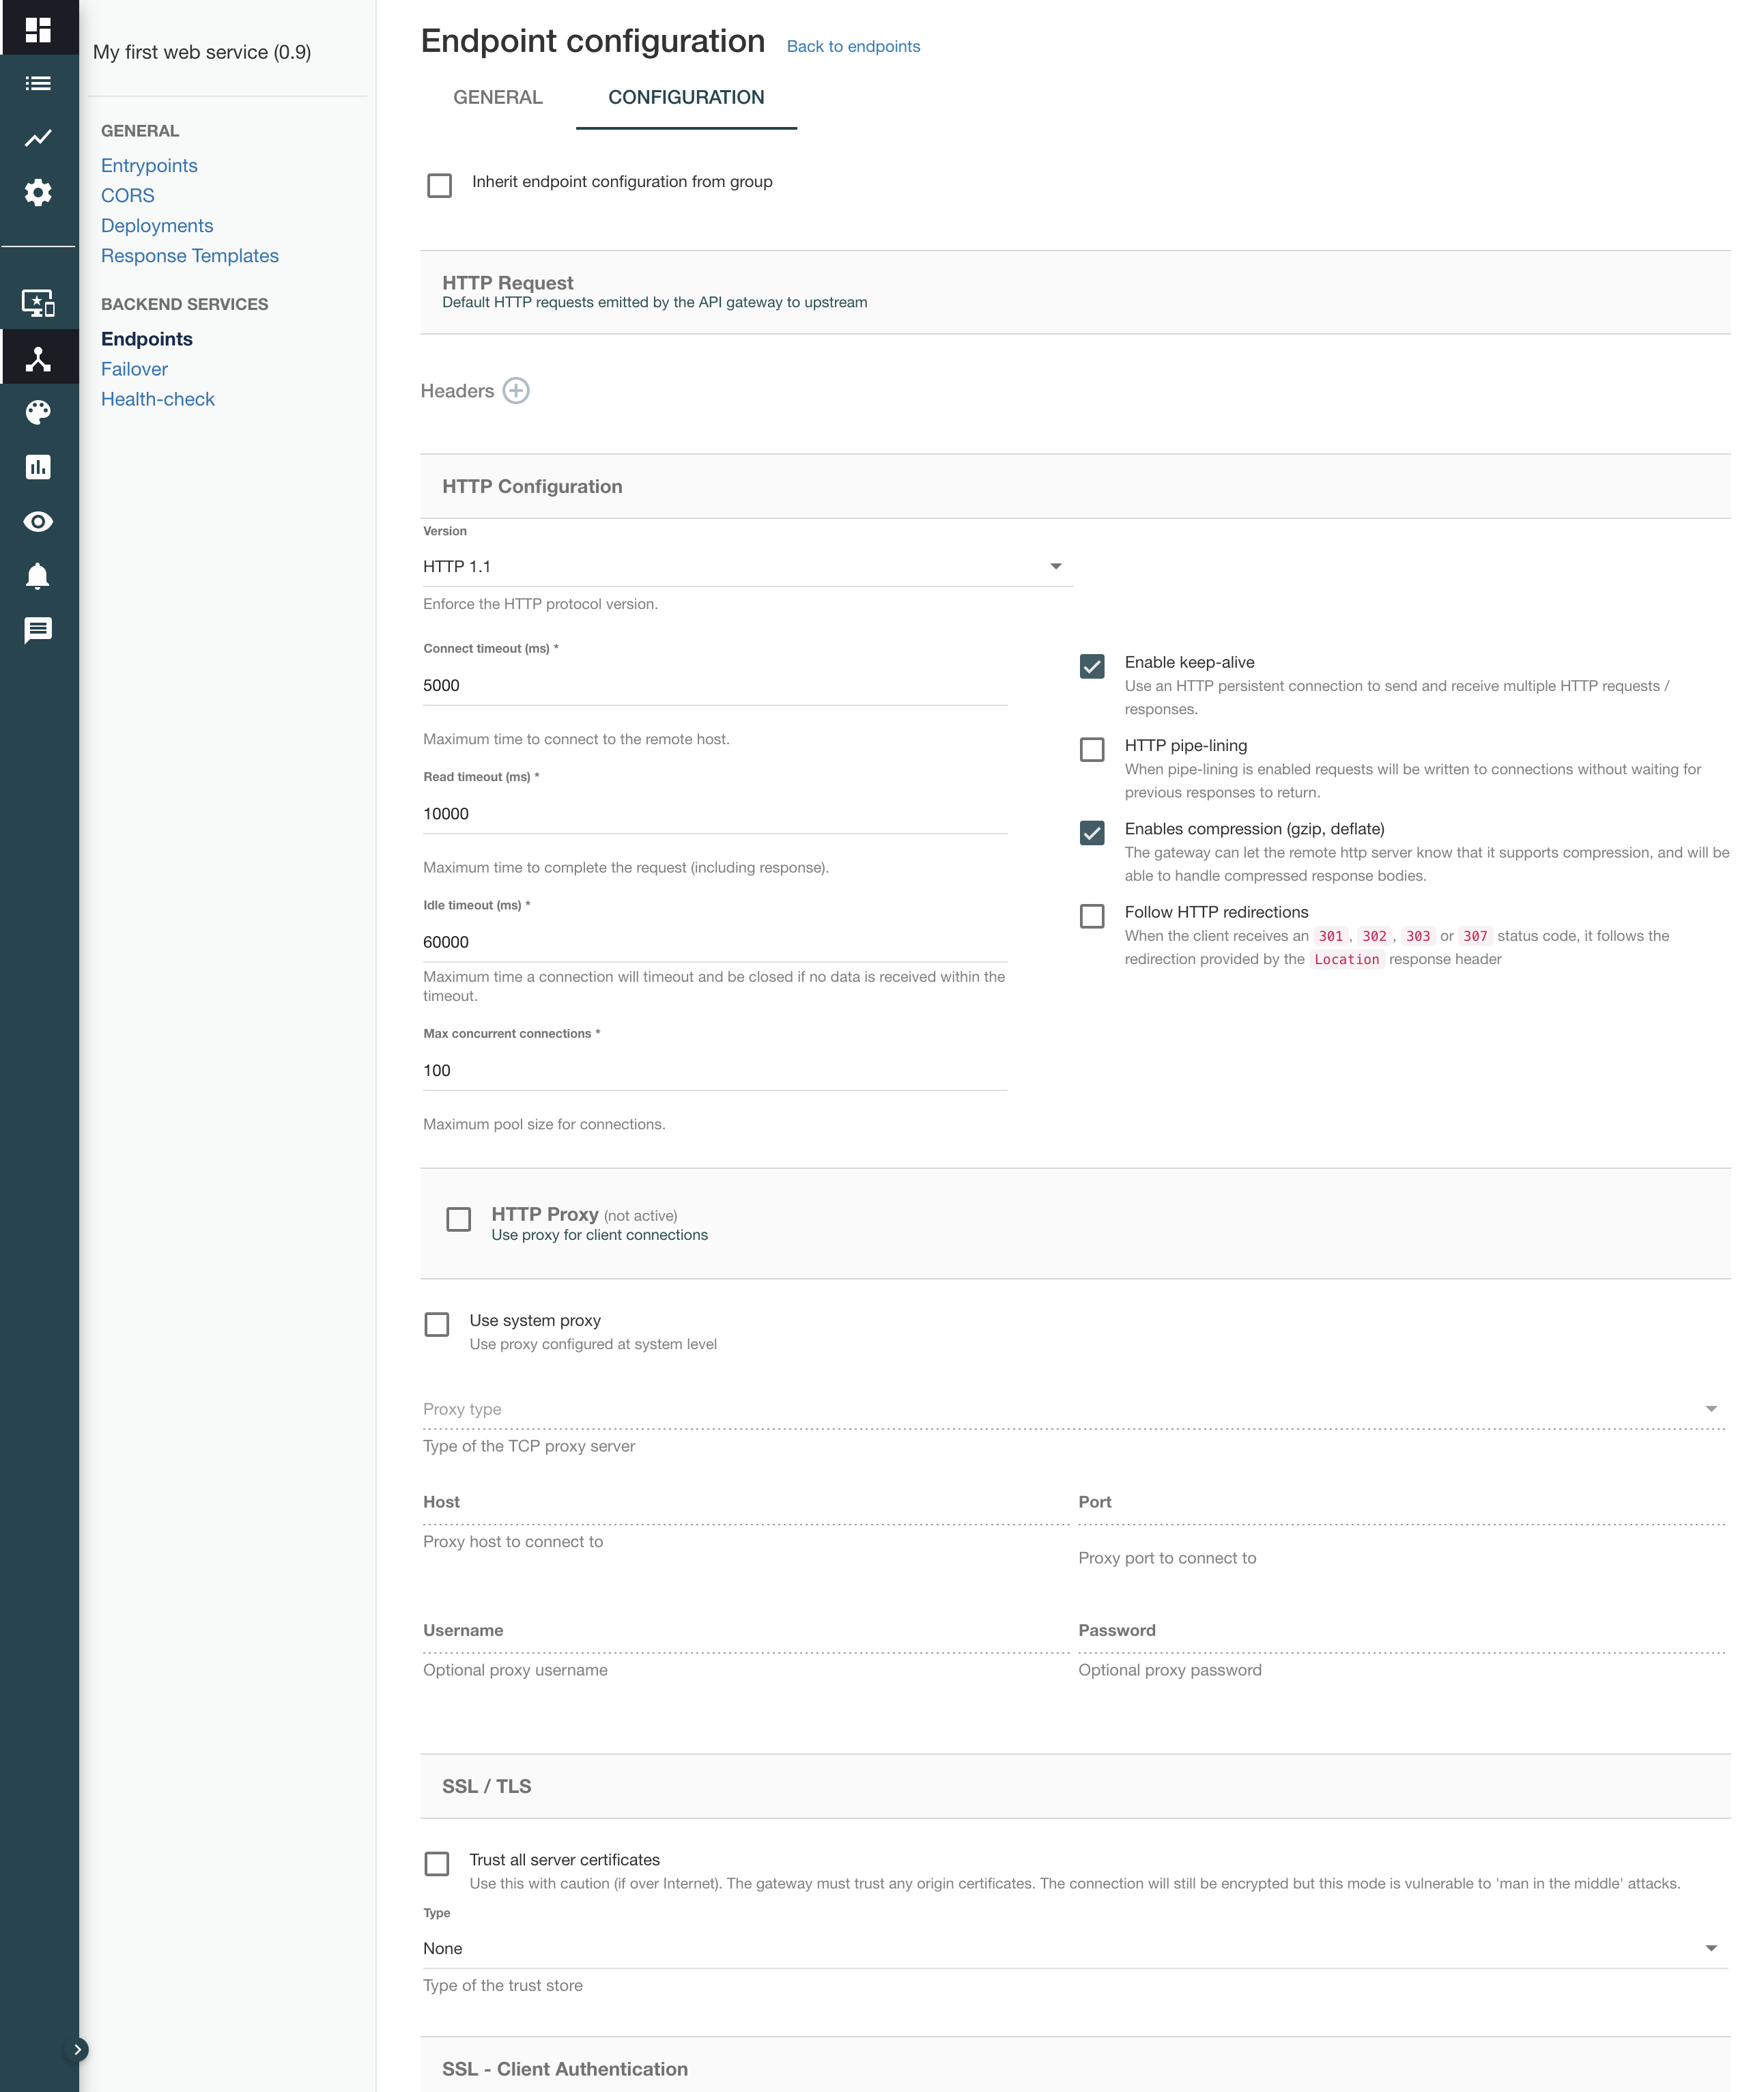 My first web service (0.9)
GENERAL
Entrypoints
CORS
Deployments
Response Templates
BACKEND SERVICES
Endpoints
Failover
Health-check
Endpoint configuration Back to endpoints
GENERAL CONFIGURATION
Inherit endpoint configuration from group
HTTP Request
Default HTTP requests emitted by the API gateway to upstream
Headers
HTTP Configuration
Version
HTTP 1.1
Enforce the HTTP protocol version.
Connect timeout (ms) *
5000
Maximum time to connect to the remote host.
Read timeout (ms) *
10000
Maximum time to complete the request (including response).
Idle timeout (ms) *
60000
Maximum time a connection will timeout and be closed if no data is received within the
timeout.
Max concurrent connections *
100
Maximum pool size for connections.
Enable keep-alive
Use an HTTP persistent connection to send and receive multiple HTTP requests /
responses.
HTTP pipe-lining
When pipe-lining is enabled requests will be written to connections without waiting for
previous responses to return.
Enables compression (gzip, deflate)
The gateway can let the remote http server know that it supports compression, and will be
able to handle compressed response bodies.
Follow HTTP redirections
When the client receives an 301, 302, 303 or 307 status code, it follows the
redirection provided by the Location response header
HTTP Proxy (not active)
Use proxy for client connections
Use system proxy
Use proxy configured at system level
Proxy type
Type of the TCP proxy server
Host
Proxy host to connect to
Port
Proxy port to connect to
Username
Optional proxy username
Password
Optional proxy password
SSL / TLS
Trust all server certificates
Use this with caution (if over Internet). The gateway must trust any origin certificates. The connection will still be encrypted but this mode is vulnerable to 'man in the middle' attacks.
Type
None
Type of the trust store
SSL - Client Authentication